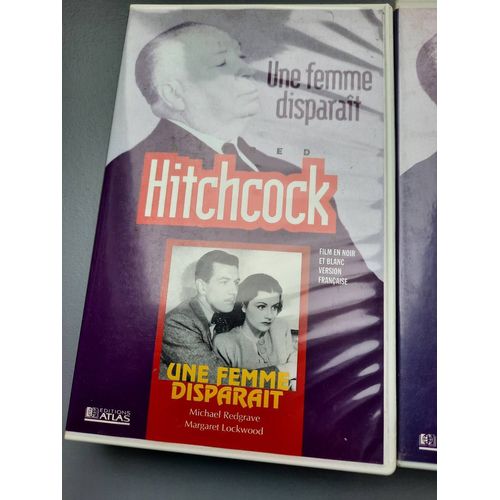 Une femme
disparaît
ED
Hitchcock
FILM EN NOIR
ET BLANC
VERSION
FRANÇAISE
UNE FEMME
DISPARAIT
Michael Redgrave
Margaret Lockwood
EDITIONS
ATLAS